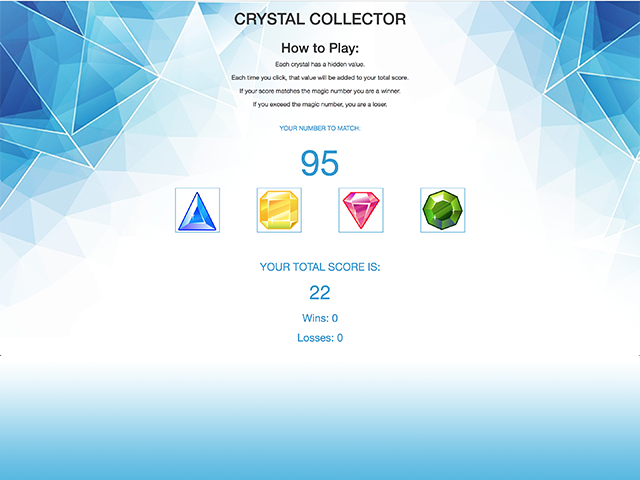 CRYSTAL COLLECTOR
How to Play:
Each crystal has a hidden value.
Each time you click, that value will be added to your total score.
If your score matches the magic number you are a winner.
If you exceed the magic number, you are a loser.
YOUR NUMBER TO MATCH:
95
YOUR TOTAL SCORE IS:
22
Wins: 0
Losses: 0